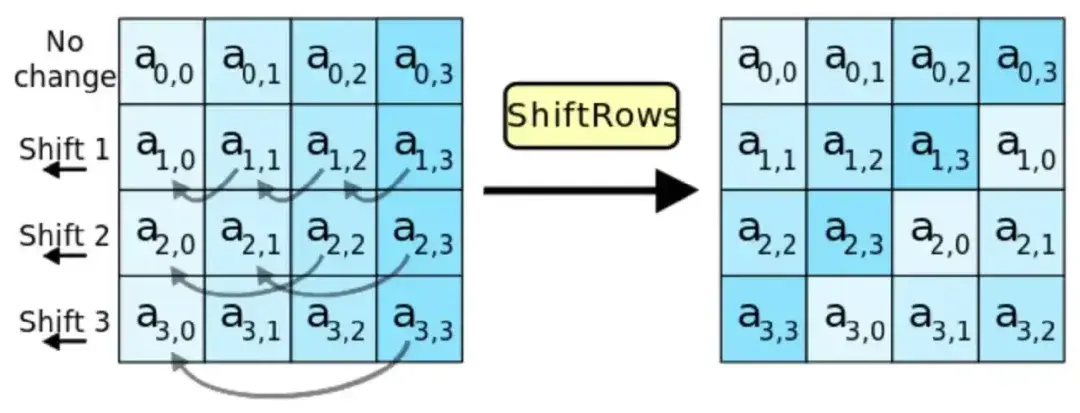 No
change
a0,0 a0,1 a0,2 a0,3
Shift 1
a1,0 a1,1 a1,2 a1,3
Shift 2
a2,0 a2,1 a2,2 a2,3
Shift 3
a3,0 a3,1 a3,2 a3,3
ShiftRows
a0,0 a0,1 a0,2 a0,3
a1,1 a1,2 a1,3 a1,0
a2,2 a2,3 a2,0 a2,1
a3,3 a3,0 a3,1 a3,2